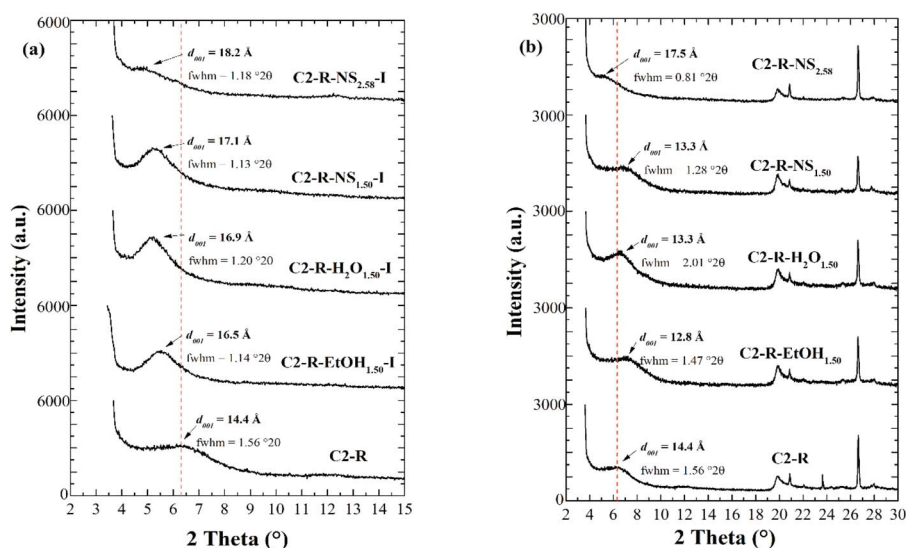 (a)
Intensity (a.u.)
6000
d001 = 18.2 Å
fwhm – 1.18 °2θ
C2-R-NS2.58-I
6000
d001 = 17.1 Å
fwhm – 1.13 °2θ
C2-R-NS1.50-I
6000
d001 = 16.9 Å
fwhm = 1.20 °2θ
C2-R-H2O1.50-I
6000
d001 = 16.5 Å
fwhm – 1.14 °2θ
C2-R-EtOH1.50-I
6000
d001 = 14.4 Å
fwhm = 1.56 °2θ
C2-R
0
2 3 4 5 6 7 8 9 10 11 12 13 14 15
2 Theta (°)
(b)
Intensity (a.u.)
3000
d001 = 17.5 Å
fwhm = 0.81 °2θ
C2-R-NS2.58
3000
d001 = 13.3 Å
fwhm – 1.28 °2θ
C2-R-NS1.50
3000
d001 = 13.3 Å
fwhm – 2.01 °2θ
C2-R-H2O1.50
3000
d001 = 12.8 Å
fwhm = 1.47 °2θ
C2-R-EtOH1.50
3000
d001 = 14.4 Å
fwhm = 1.56 °2θ
C2-R
0
2 4 6 8 10 12 14 16 18 20 22 24 26 28 30
2 Theta (°)